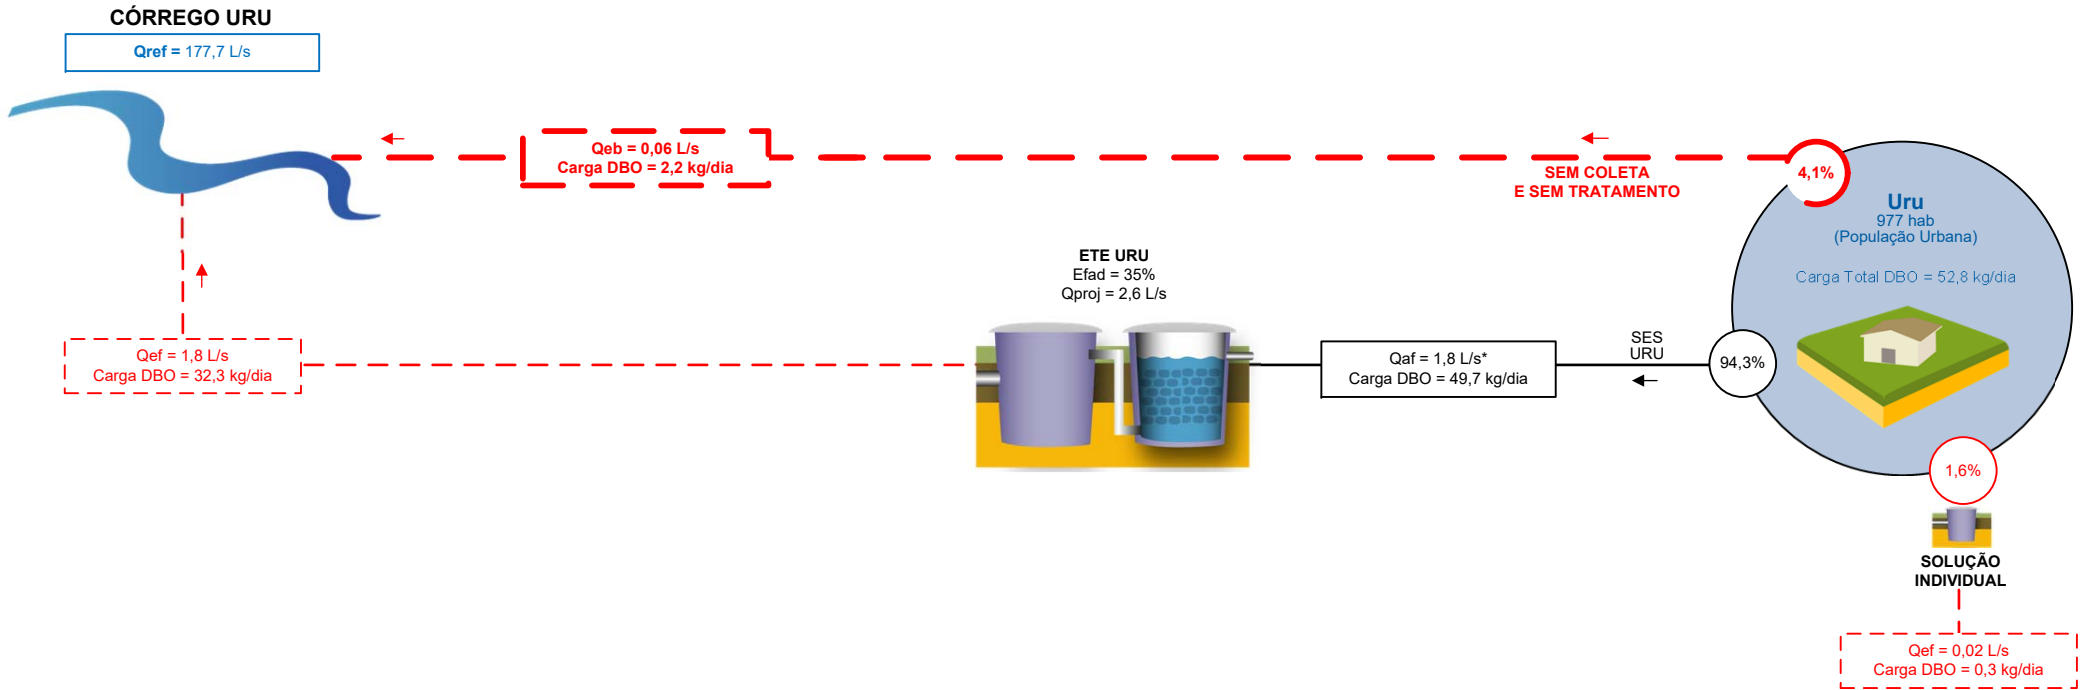 CÓRREGO URU
Qref = 177,7 L/s
Qeb = 0,06 L/s
Carga DBO = 2,2 kg/dia
SEM COLETA
E SEM TRATAMENTO
4,1%
Uru
977 hab
(População Urbana)
Carga Total DBO = 52,8 kg/dia
ETE URU
Efad = 35%
Qproj = 2,6 L/s
Qef = 1,8 L/s
Carga DBO = 32,3 kg/dia
Qaf = 1,8 L/s*
Carga DBO = 49,7 kg/dia
SES
URU
94,3%
1,6%
SOLUÇÃO
INDIVIDUAL
Qef = 0,02 L/s
Carga DBO = 0,3 kg/dia